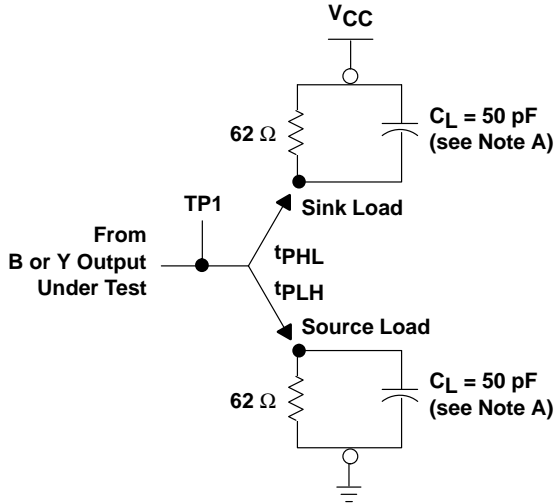 VCC
62 Ω
CL = 50 pF
(see Note A)
TP1
Sink Load
From
B or Y Output
Under Test
tPHL
tPLH
Source Load
62 Ω
CL = 50 pF
(see Note A)